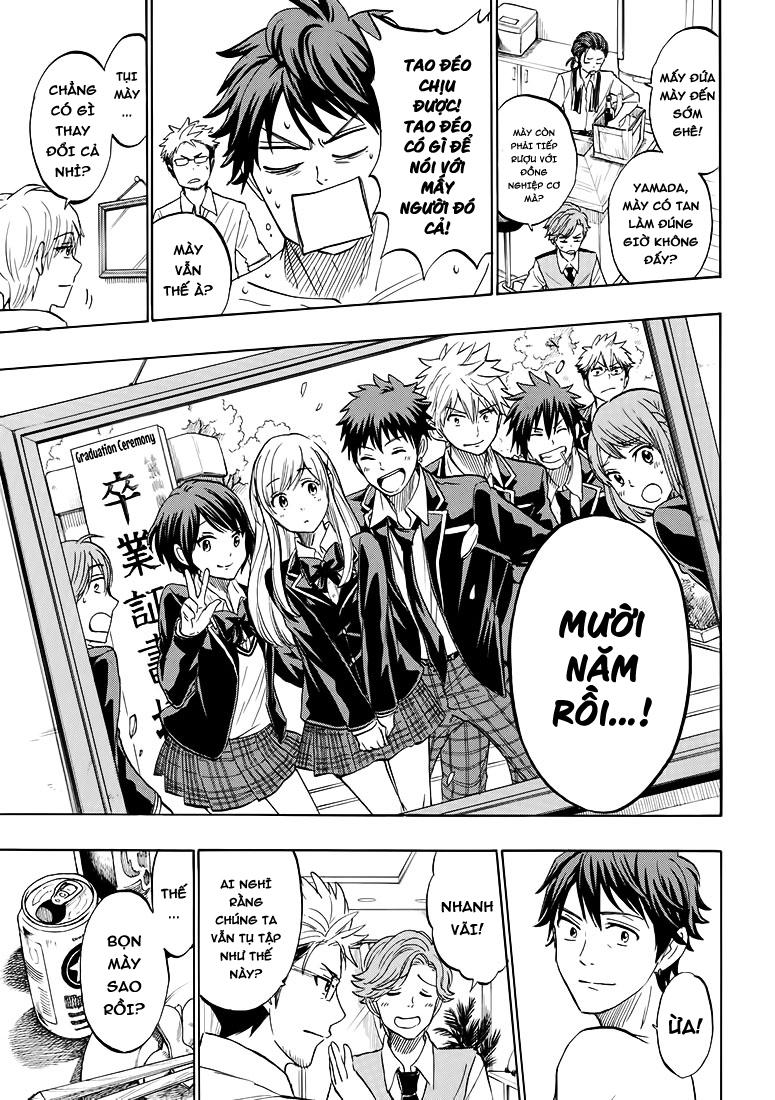 MẤY ĐỨA
MÀY ĐẾN
SỚM
GHÊ!
MÀY CÒN
PHẢI TIẾP
RƯỢU VỚI
ĐỒNG
NGHIỆP CƠ
MÀ?
YAMADA,
MÀY CÓ TAN
LÀM ĐÚNG
GIỜ KHÔNG
ĐẤY?
TAO ĐÉO
CHỊU
ĐƯỢC!
TAO ĐÉO
CÓ GÌ ĐỂ
NÓI VỚI
MẤY
NGƯỜI ĐÓ
CẢ!
MÀY
VẪN
THẾ À?
TỤI
MÀY
...
CHẲNG
CÓ GÌ
THAY
ĐỔI CẢ
NHỈ?
Graduation Ceremony
卒
業
証
書
MƯỜI
NĂM
RỒI...!
ỪA!
NHANH
VÃI!
AI NGHĨ
RẰNG
CHÚNG TA
VẪN TỤ TẬP
NHƯ THẾ
NÀY?
THẾ
...
BỌN
MÀY
SAO
RỒI?